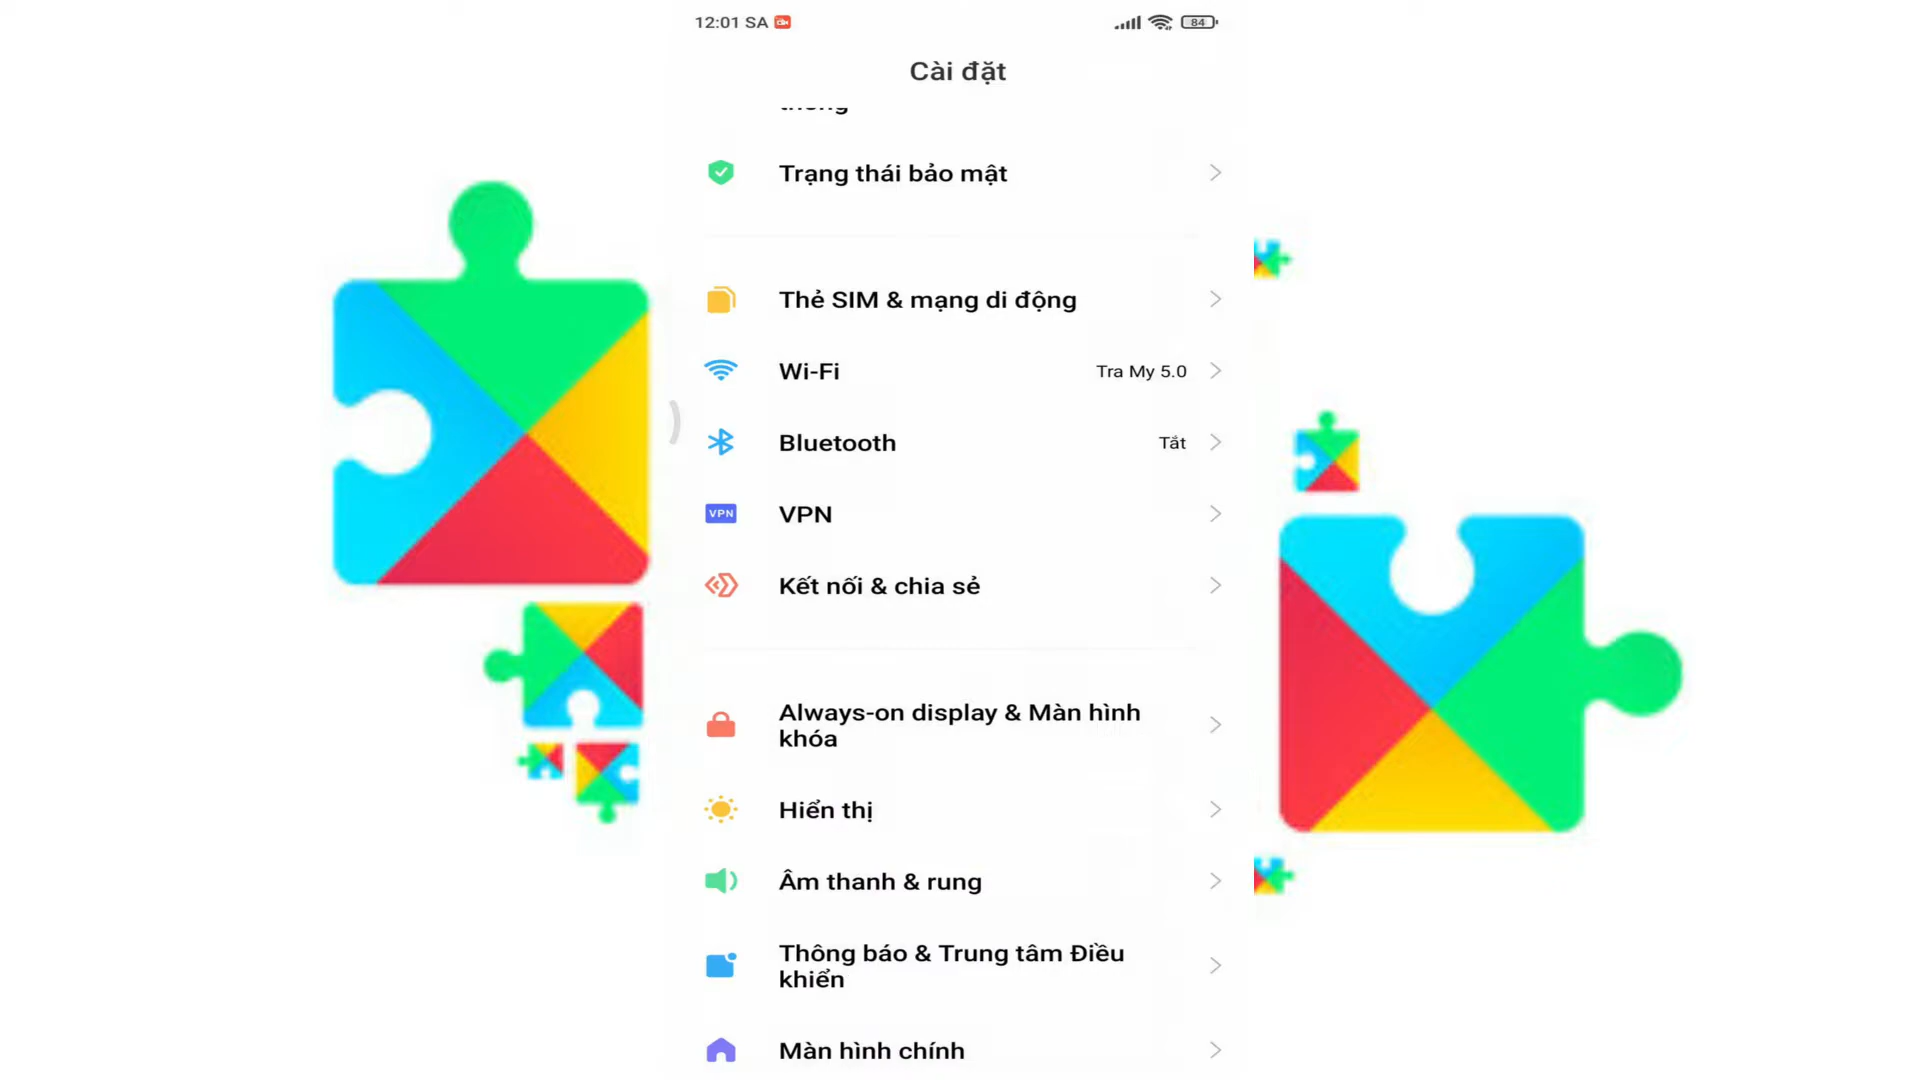 12:01 SA
84
Cài đặt
Trạng thái bảo mật
Thẻ SIM & mạng di động
Wi-Fi
Tra My 5.0
Bluetooth
Tắt
VPN
VPN
Kết nối & chia sẻ
Always-on display & Màn hình
khóa
Hiển thị
Âm thanh & rung
Thông báo & Trung tâm Điều
khiển
Màn hình chính